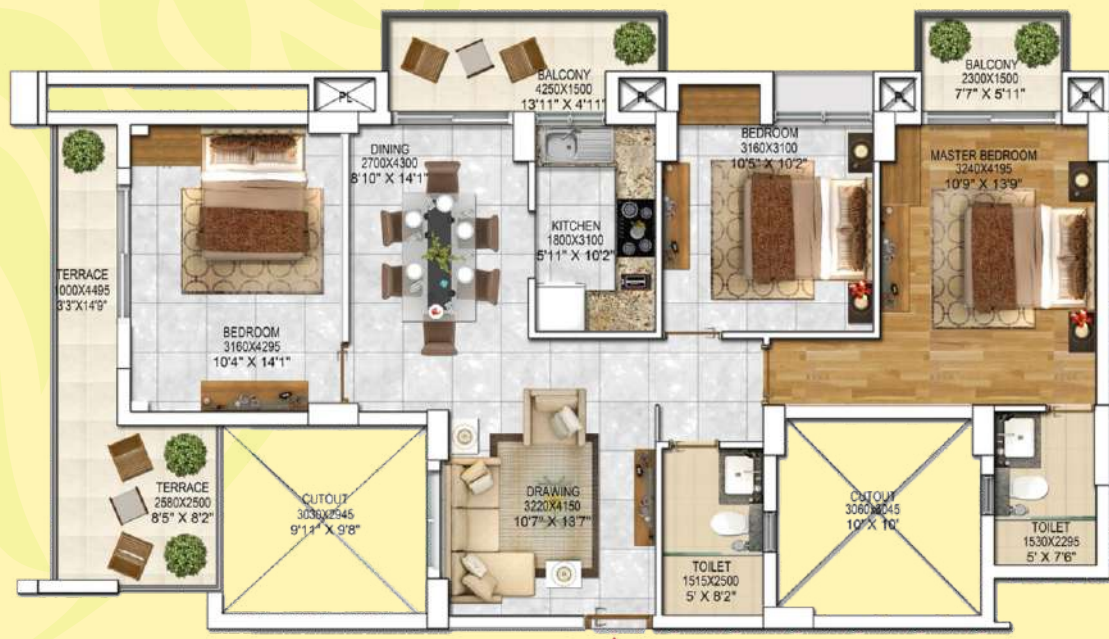 PL
BALCONY
4250X1500
13'11" X 4'11"
PL
PL
BALCONY
2300X1500
7'7" X 5'11"
PL
DINING
2700X4300
8'10" X 14'1"
BEDROOM
3160X3100
10'5" X 10'2"
MASTER BEDROOM
3240X4195
10'9" X 13'9"
KITCHEN
1800X3100
5'11" X 10'2"
TERRACE
1000X4495
3'3"X14'9"
BEDROOM
3160X4295
10'4" X 14'1"
TERRACE
2580X2500
8'5" X 8'2"
CUTOUT
3030X2945
9'11" X 9'8"
DRAWING
3220X4150
10'7" X 13'7"
CUTOUT
10' X 10'
TOILET
1530X2295
5' X 7'6"
TOILET
1515X2500
5' X 8'2"